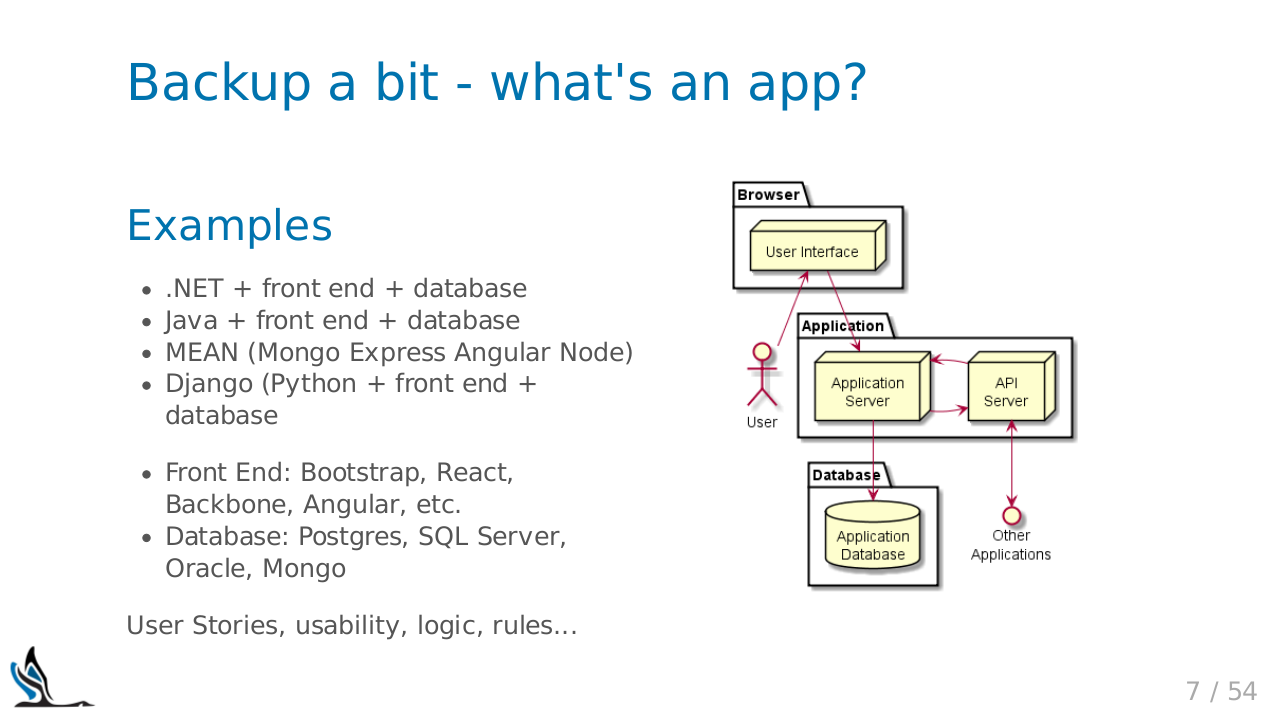 Backup a bit - what's an app?
Examples
.NET + front end + database
Java + front end + database
MEAN (Mongo Express Angular Node)
Django (Python + front end +
database
Front End: Bootstrap, React,
Backbone, Angular, etc.
Database: Postgres, SQL Server,
Oracle, Mongo
User Stories, usability, logic, rules...
Browser
User Interface
User
Application
Application
Server
API
Server
Database
Application
Database
Other
Applications
7 / 54